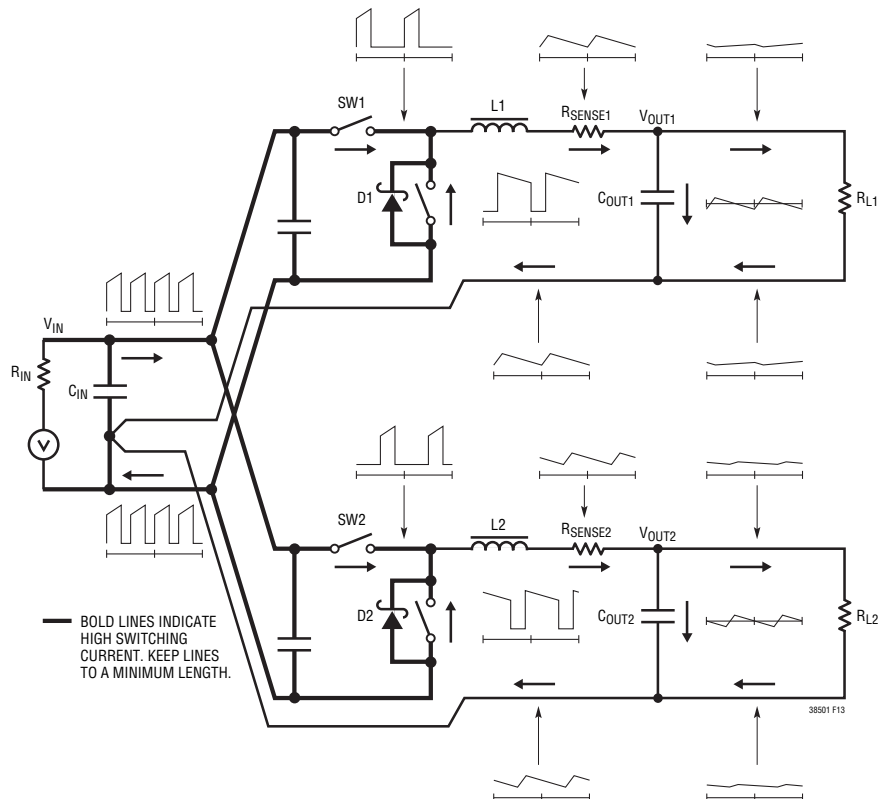 SW1
L1
RSENSE1
VOUT1
D1
COUT1
RL1
VIN
RIN
CIN
V
SW2
L2
RSENSE2
VOUT2
D2
COUT2
RL2
BOLD LINES INDICATE
HIGH SWITCHING
CURRENT. KEEP LINES
TO A MINIMUM LENGTH.
38501 F13